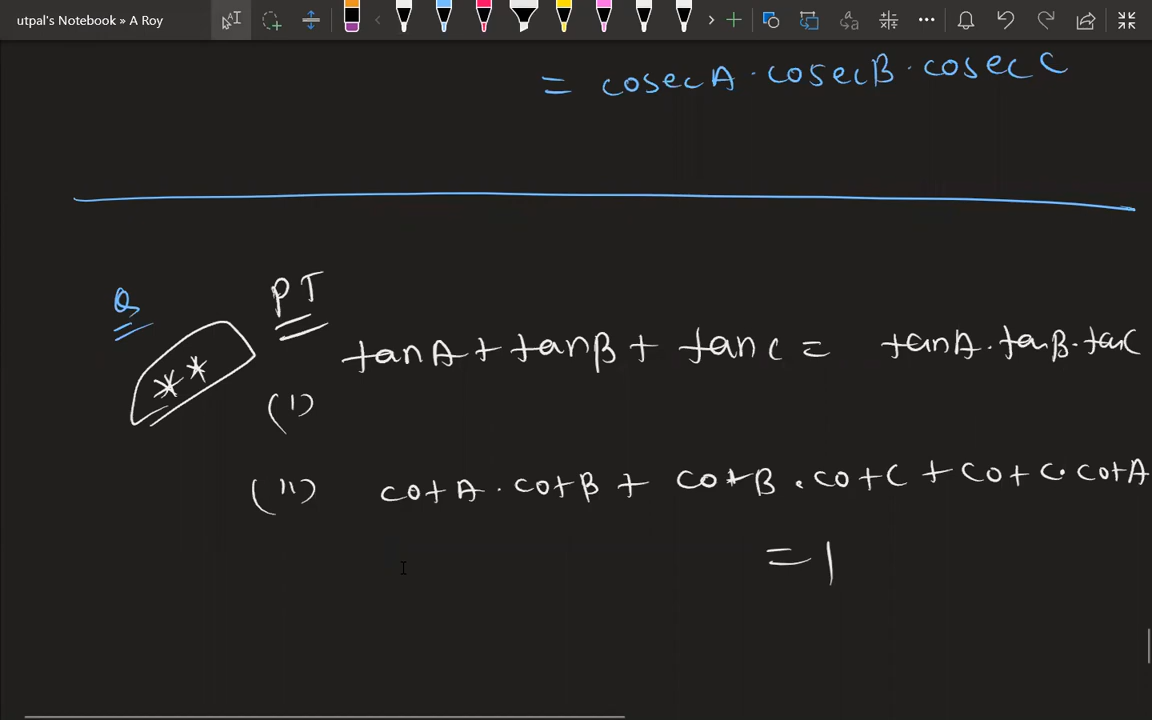 utpal's Notebook » A Roy
= cosecA · cosecB · cosec C
Q
PT
** tanA + tanB + tanC = tanA · tanB · tanC
(i)
(ii) cotA · cotB + cotB · cotC + cotC · cotA
= 1